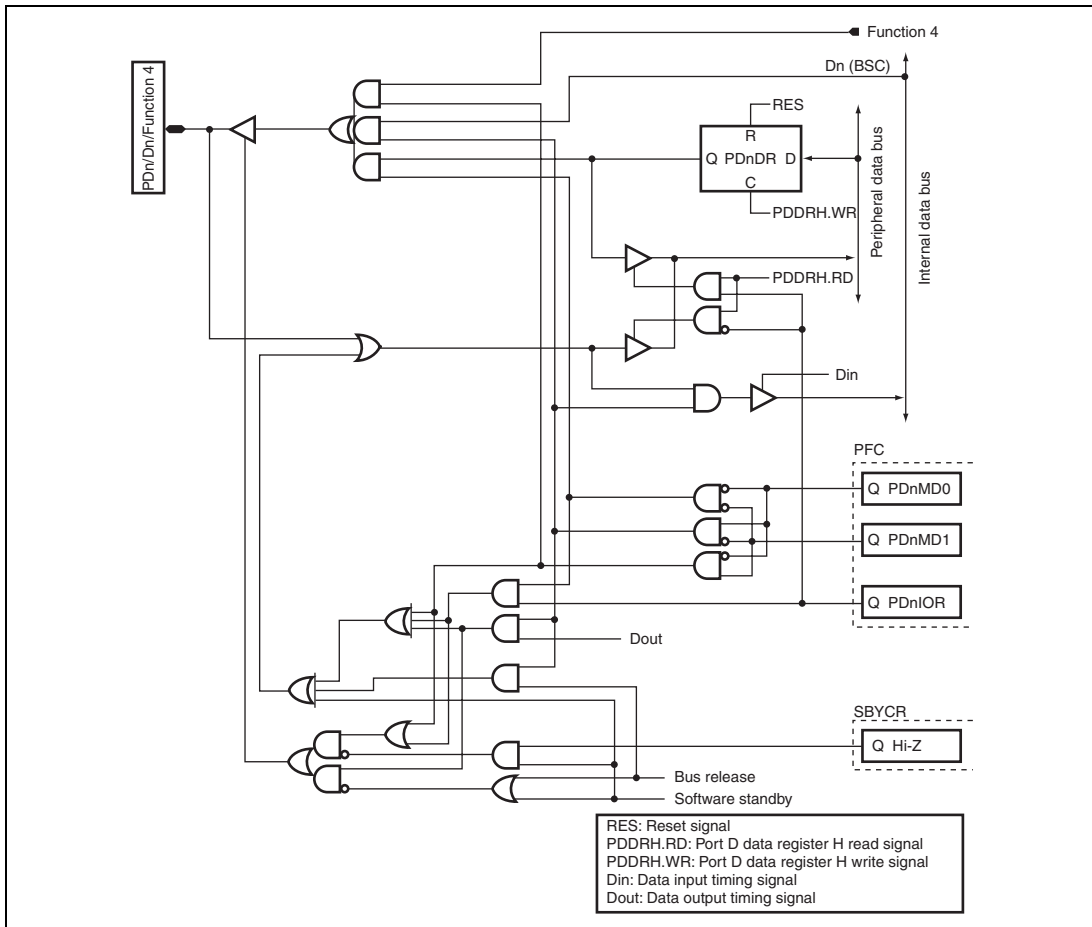 Function 4
Dn (BSC)
PDn/Dn/Function 4
RES
R
Q PDnDR D
C
PDDRH.WR
Peripheral data bus
Internal data bus
PDDRH.RD
Din
PFC
Q PDnMD0
Q PDnMD1
Q PDnIOR
Dout
SBYCR
Q Hi-Z
Bus release
Software standby
RES: Reset signal
PDDRH.RD: Port D data register H read signal
PDDRH.WR: Port D data register H write signal
Din: Data input timing signal
Dout: Data output timing signal